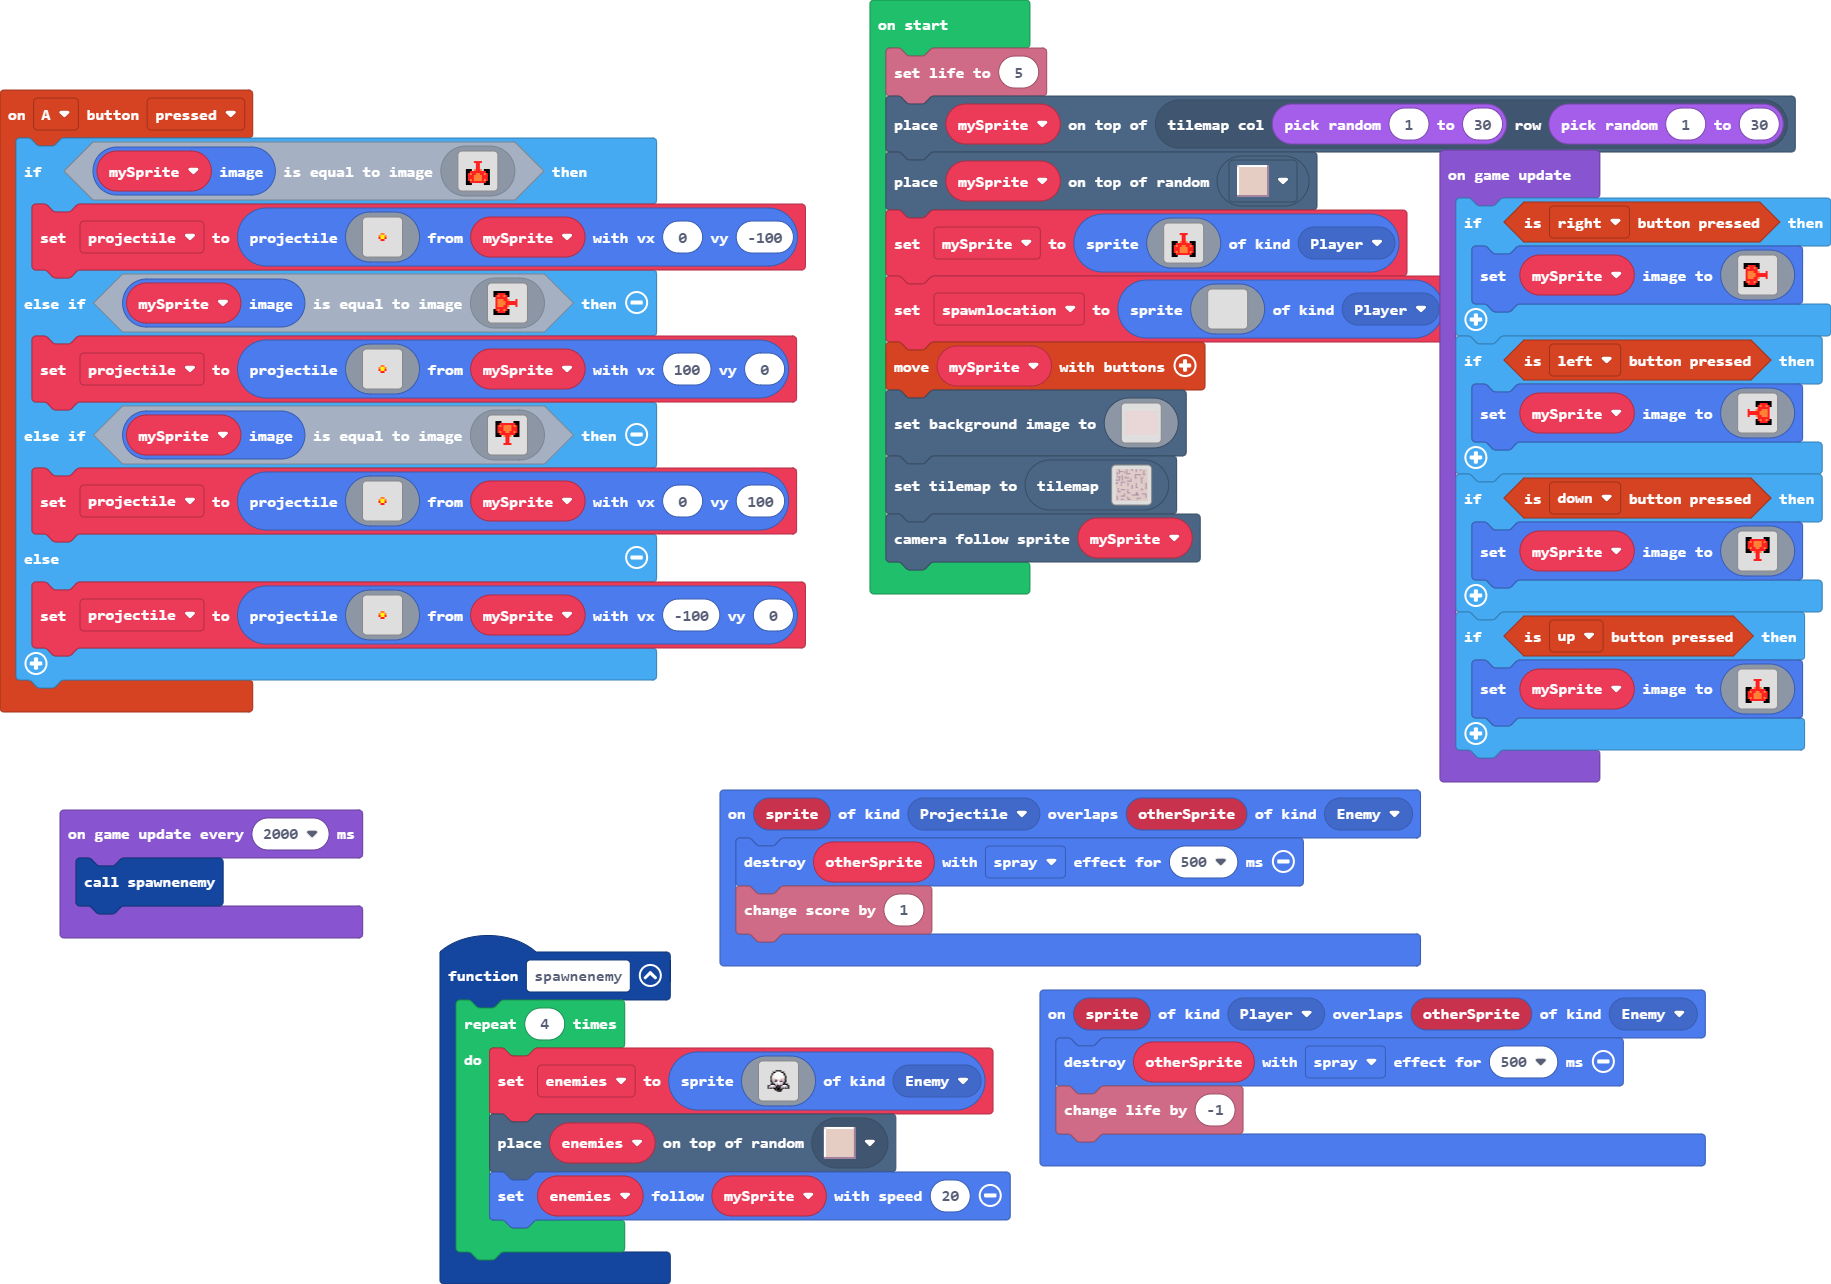 on A button pressed
if mySprite image is equal to image then
set projectile to projectile from mySprite with vx 0 vy -100
else if mySprite image is equal to image then
set projectile to projectile from mySprite with vx 100 vy 0
else if mySprite image is equal to image then
set projectile to projectile from mySprite with vx 0 vy 100
else
set projectile to projectile from mySprite with vx -100 vy 0
on start
set life to 5
place mySprite on top of tilemap col pick random 1 to 30 row pick random 1 to 30
place mySprite on top of random
set mySprite to sprite of kind Player
set spawnlocation to sprite of kind Player
move mySprite with buttons
set background image to
set tilemap to tilemap
camera follow sprite mySprite
on game update
if is right button pressed then
set mySprite image to
if is left button pressed then
set mySprite image to
if is down button pressed then
set mySprite image to
if is up button pressed then
set mySprite image to
on game update every 2000 ms
call spawnenemy
function spawnenemy
repeat 4 times
do
set enemies to sprite of kind Enemy
place enemies on top of random
set enemies follow mySprite with speed 20
on sprite of kind Projectile overlaps otherSprite of kind Enemy
destroy otherSprite with spray effect for 500 ms
change score by 1
on sprite of kind Player overlaps otherSprite of kind Enemy
destroy otherSprite with spray effect for 500 ms
change life by -1